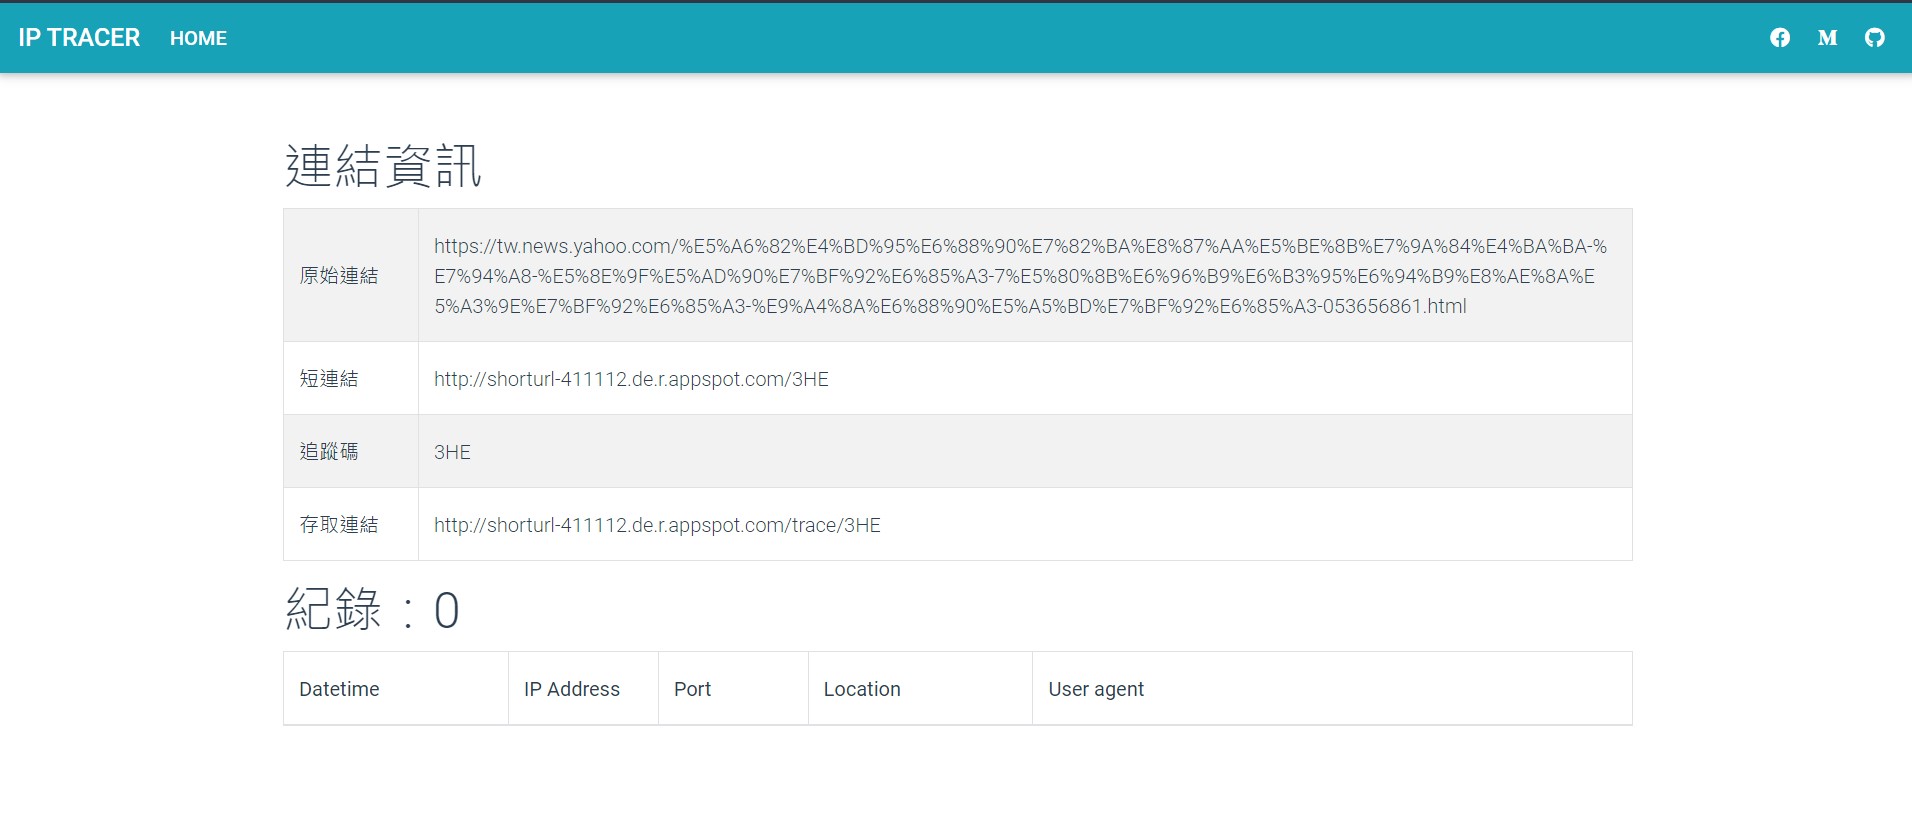 IP TRACER HOME
連結資訊
原始連結
https://tw.news.yahoo.com/%E5%A6%82%E4%BD%95%E6%88%90%E7%82%BA%E8%87%AA%E5%BE%8B%E7%9A%84%E4%BA%BA-%
E7%94%A8-%E5%8E%9F%E5%AD%90%E7%BF%92%E6%85%A3-7%E5%80%8B%E6%96%B9%E6%B3%95%E6%94%B9%E8%AE%8A%E
5%A3%9E%E7%BF%92%E6%85%A3-%E9%A4%8A%E6%88%90%E5%A5%BD%E7%BF%92%E6%85%A3-053656861.html
短連結 http://shorturl-411112.de.r.appspot.com/3HE
追蹤碼 3HE
存取連結 http://shorturl-411112.de.r.appspot.com/trace/3HE
紀錄：0
Datetime IP Address Port Location User agent